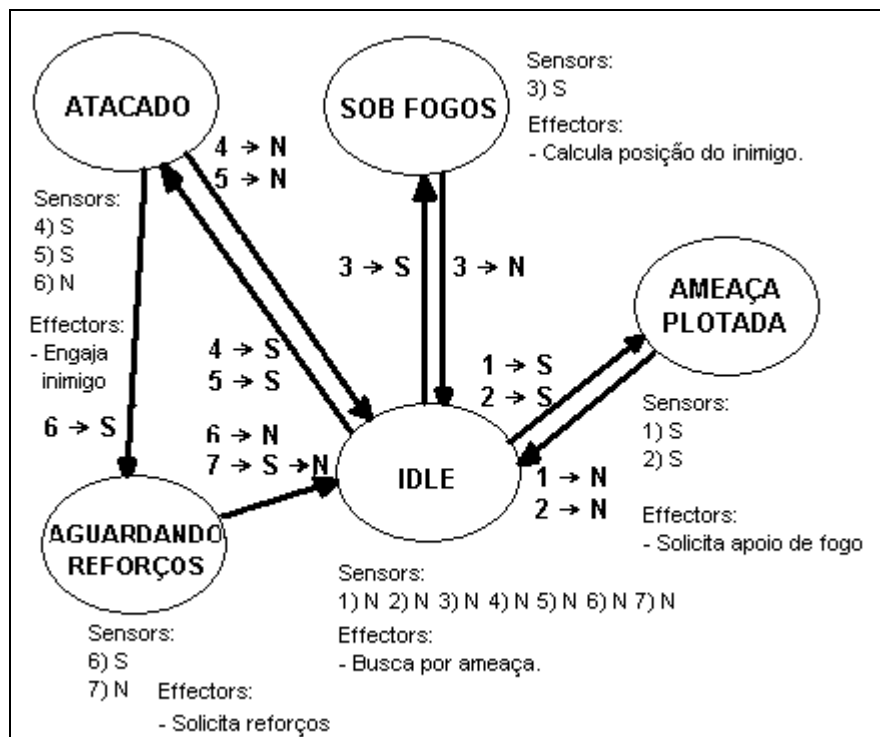 ATACADO
4 → N
5 → N
Sensors:
4) S
5) S
6) N
Effectors:
- Engaja
inimigo
SOB FOGOS
Sensors:
3) S
Effectors:
- Calcula posição do inimigo.
3 → S
3 → N
AMEAÇA
PLOTADA
1 → S
2 → S
Sensors:
1) S
2) S
1 → N
2 → N
Effectors:
- Solicita apoio de fogo
4 → S
5 → S
6 → S
6 → N
7 → S → N
IDLE
Sensors:
1) N 2) N 3) N 4) N 5) N 6) N 7) N
Effectors:
- Busca por ameaça.
AGUARDANDO
REFORÇOS
Sensors:
6) S
7) N
Effectors:
- Solicita reforços